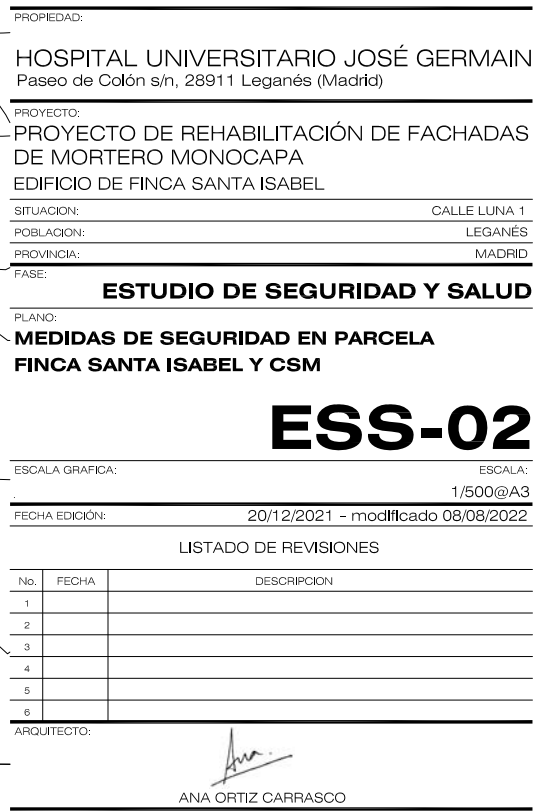 PROPIEDAD:
HOSPITAL UNIVERSITARIO JOSÉ GERMAIN
Paseo de Colón s/n, 28911 Leganés (Madrid)
PROYECTO:
PROYECTO DE REHABILITACIÓN DE FACHADAS
DE MORTERO MONOCAPA
EDIFICIO DE FINCA SANTA ISABEL
SITUACION: CALLE LUNA 1
POBLACION: LEGANÉS
PROVINCIA: MADRID
FASE:
ESTUDIO DE SEGURIDAD Y SALUD
PLANO:
MEDIDAS DE SEGURIDAD EN PARCELA
FINCA SANTA ISABEL Y CSM
ESS-02
ESCALA GRAFICA: ESCALA:
. 1/500@A3
FECHA EDICIÓN: 20/12/2021 - modificado 08/08/2022
LISTADO DE REVISIONES
No. FECHA DESCRIPCION
1
2
3
4
5
6
ARQUITECTO:
Ana.
ANA ORTIZ CARRASCO